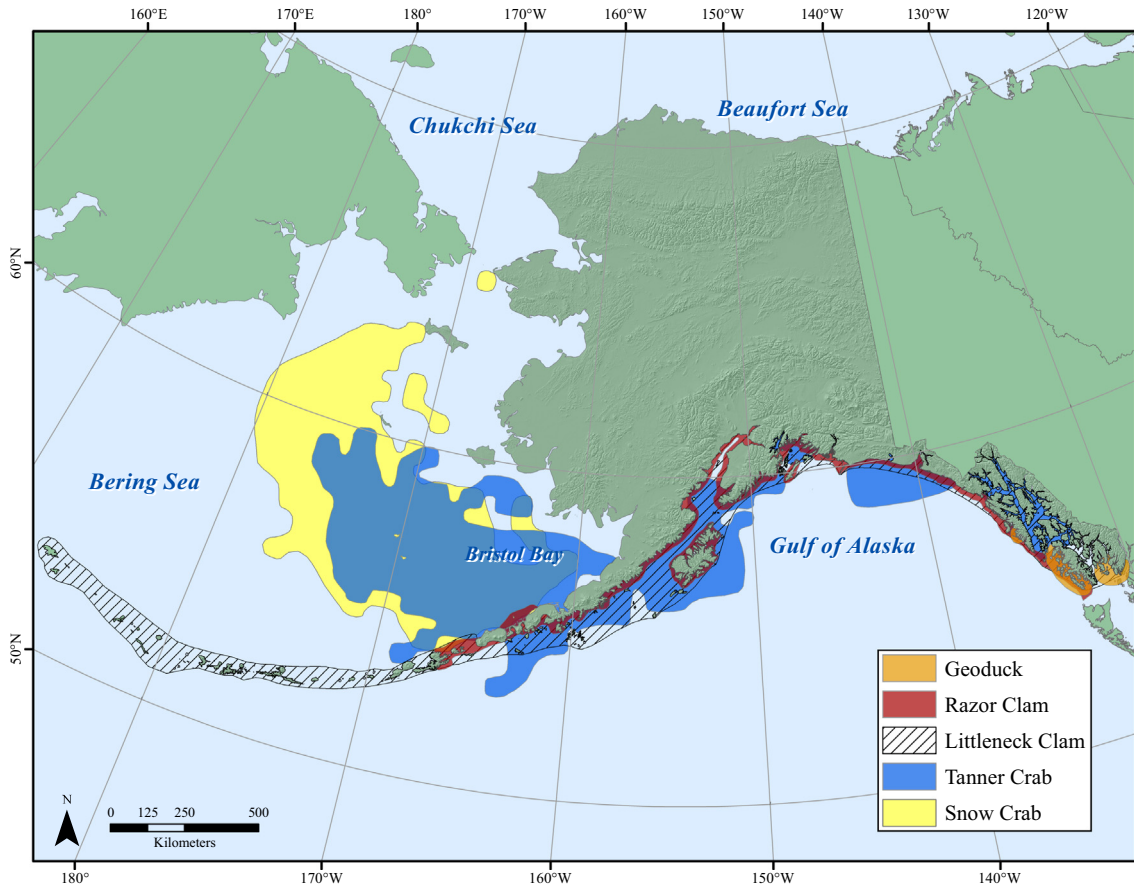 160°E 170°E 180° 170°W 160°W 150°W 140°W 130°W 120°W
Beaufort Sea
Chukchi Sea
60°N
Bering Sea
Bristol Bay
Gulf of Alaska
50°N
Geoduck
Razor Clam
Littleneck Clam
Tanner Crab
Snow Crab
N
0 125 250 500
Kilometers
180° 170°W 160°W 150°W 140°W